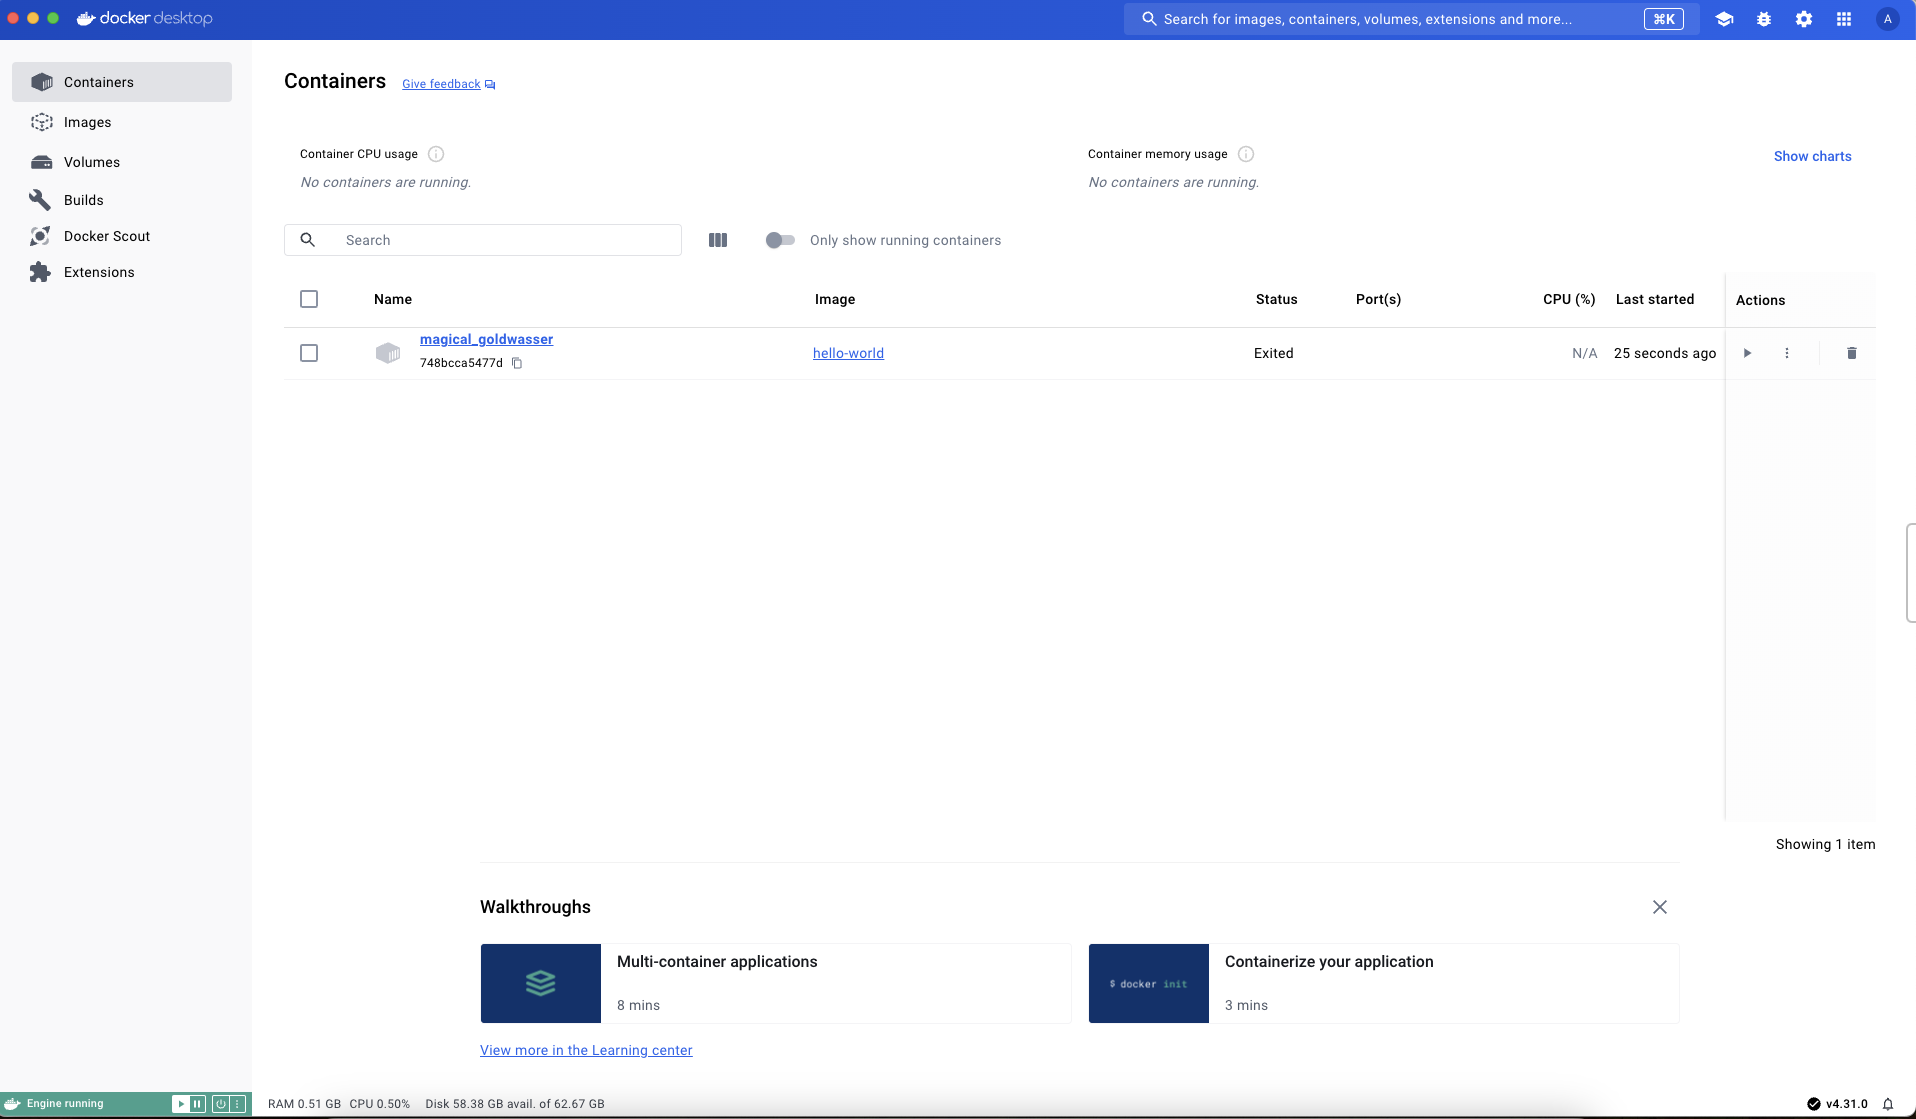 docker desktop
Search for images, containers, volumes, extensions and more...
⌘K
A
Containers
Images
Volumes
Builds
Docker Scout
Extensions
Containers Give feedback
Container CPU usage
No containers are running.
Container memory usage
No containers are running.
Show charts
Search
Only show running containers
Name Image Status Port(s) CPU (%) Last started Actions
magical_goldwasser
748bcca5477d
hello-world Exited N/A 25 seconds ago
Showing 1 item
Walkthroughs
Multi-container applications
8 mins
$ docker init
Containerize your application
3 mins
View more in the Learning center
Engine running
RAM 0.51 GB CPU 0.50% Disk 58.38 GB avail. of 62.67 GB
v4.31.0